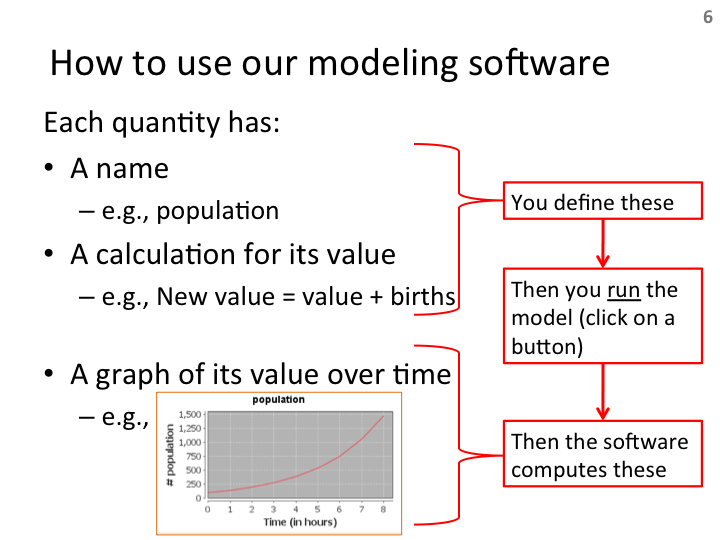 6
How to use our modeling software
Each quantity has:
• A name
– e.g., population
• A calculation for its value
– e.g., New value = value + births
• A graph of its value over time
– e.g.,
population
1,500
1,250
1,000
750
500
250
0
# population
0 1 2 3 4 5 6 7 8
Time (in hours)
You define these
Then you run the
model (click on a
button)
Then the software
computes these